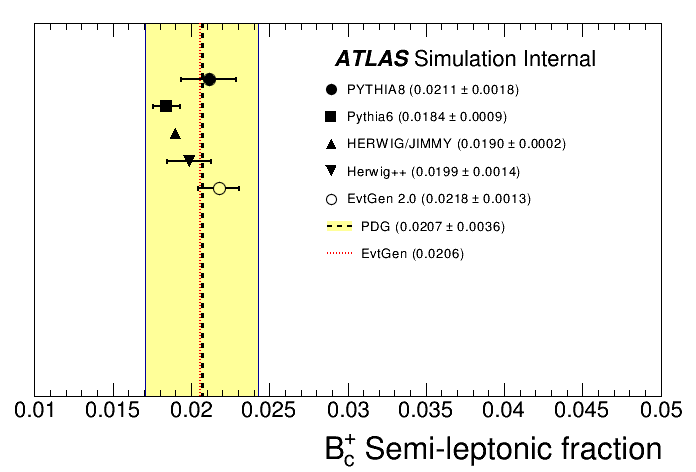 ATLAS Simulation Internal
PYTHIA8 (0.0211 ± 0.0018)
Pythia6 (0.0184 ± 0.0009)
HERWIG/JIMMY (0.0190 ± 0.0002)
Herwig++ (0.0199 ± 0.0014)
EvtGen 2.0 (0.0218 ± 0.0013)
PDG (0.0207 ± 0.0036)
EvtGen (0.0206)
0.01 0.015 0.02 0.025 0.03 0.035 0.04 0.045 0.05
B_c^+ Semi-leptonic fraction